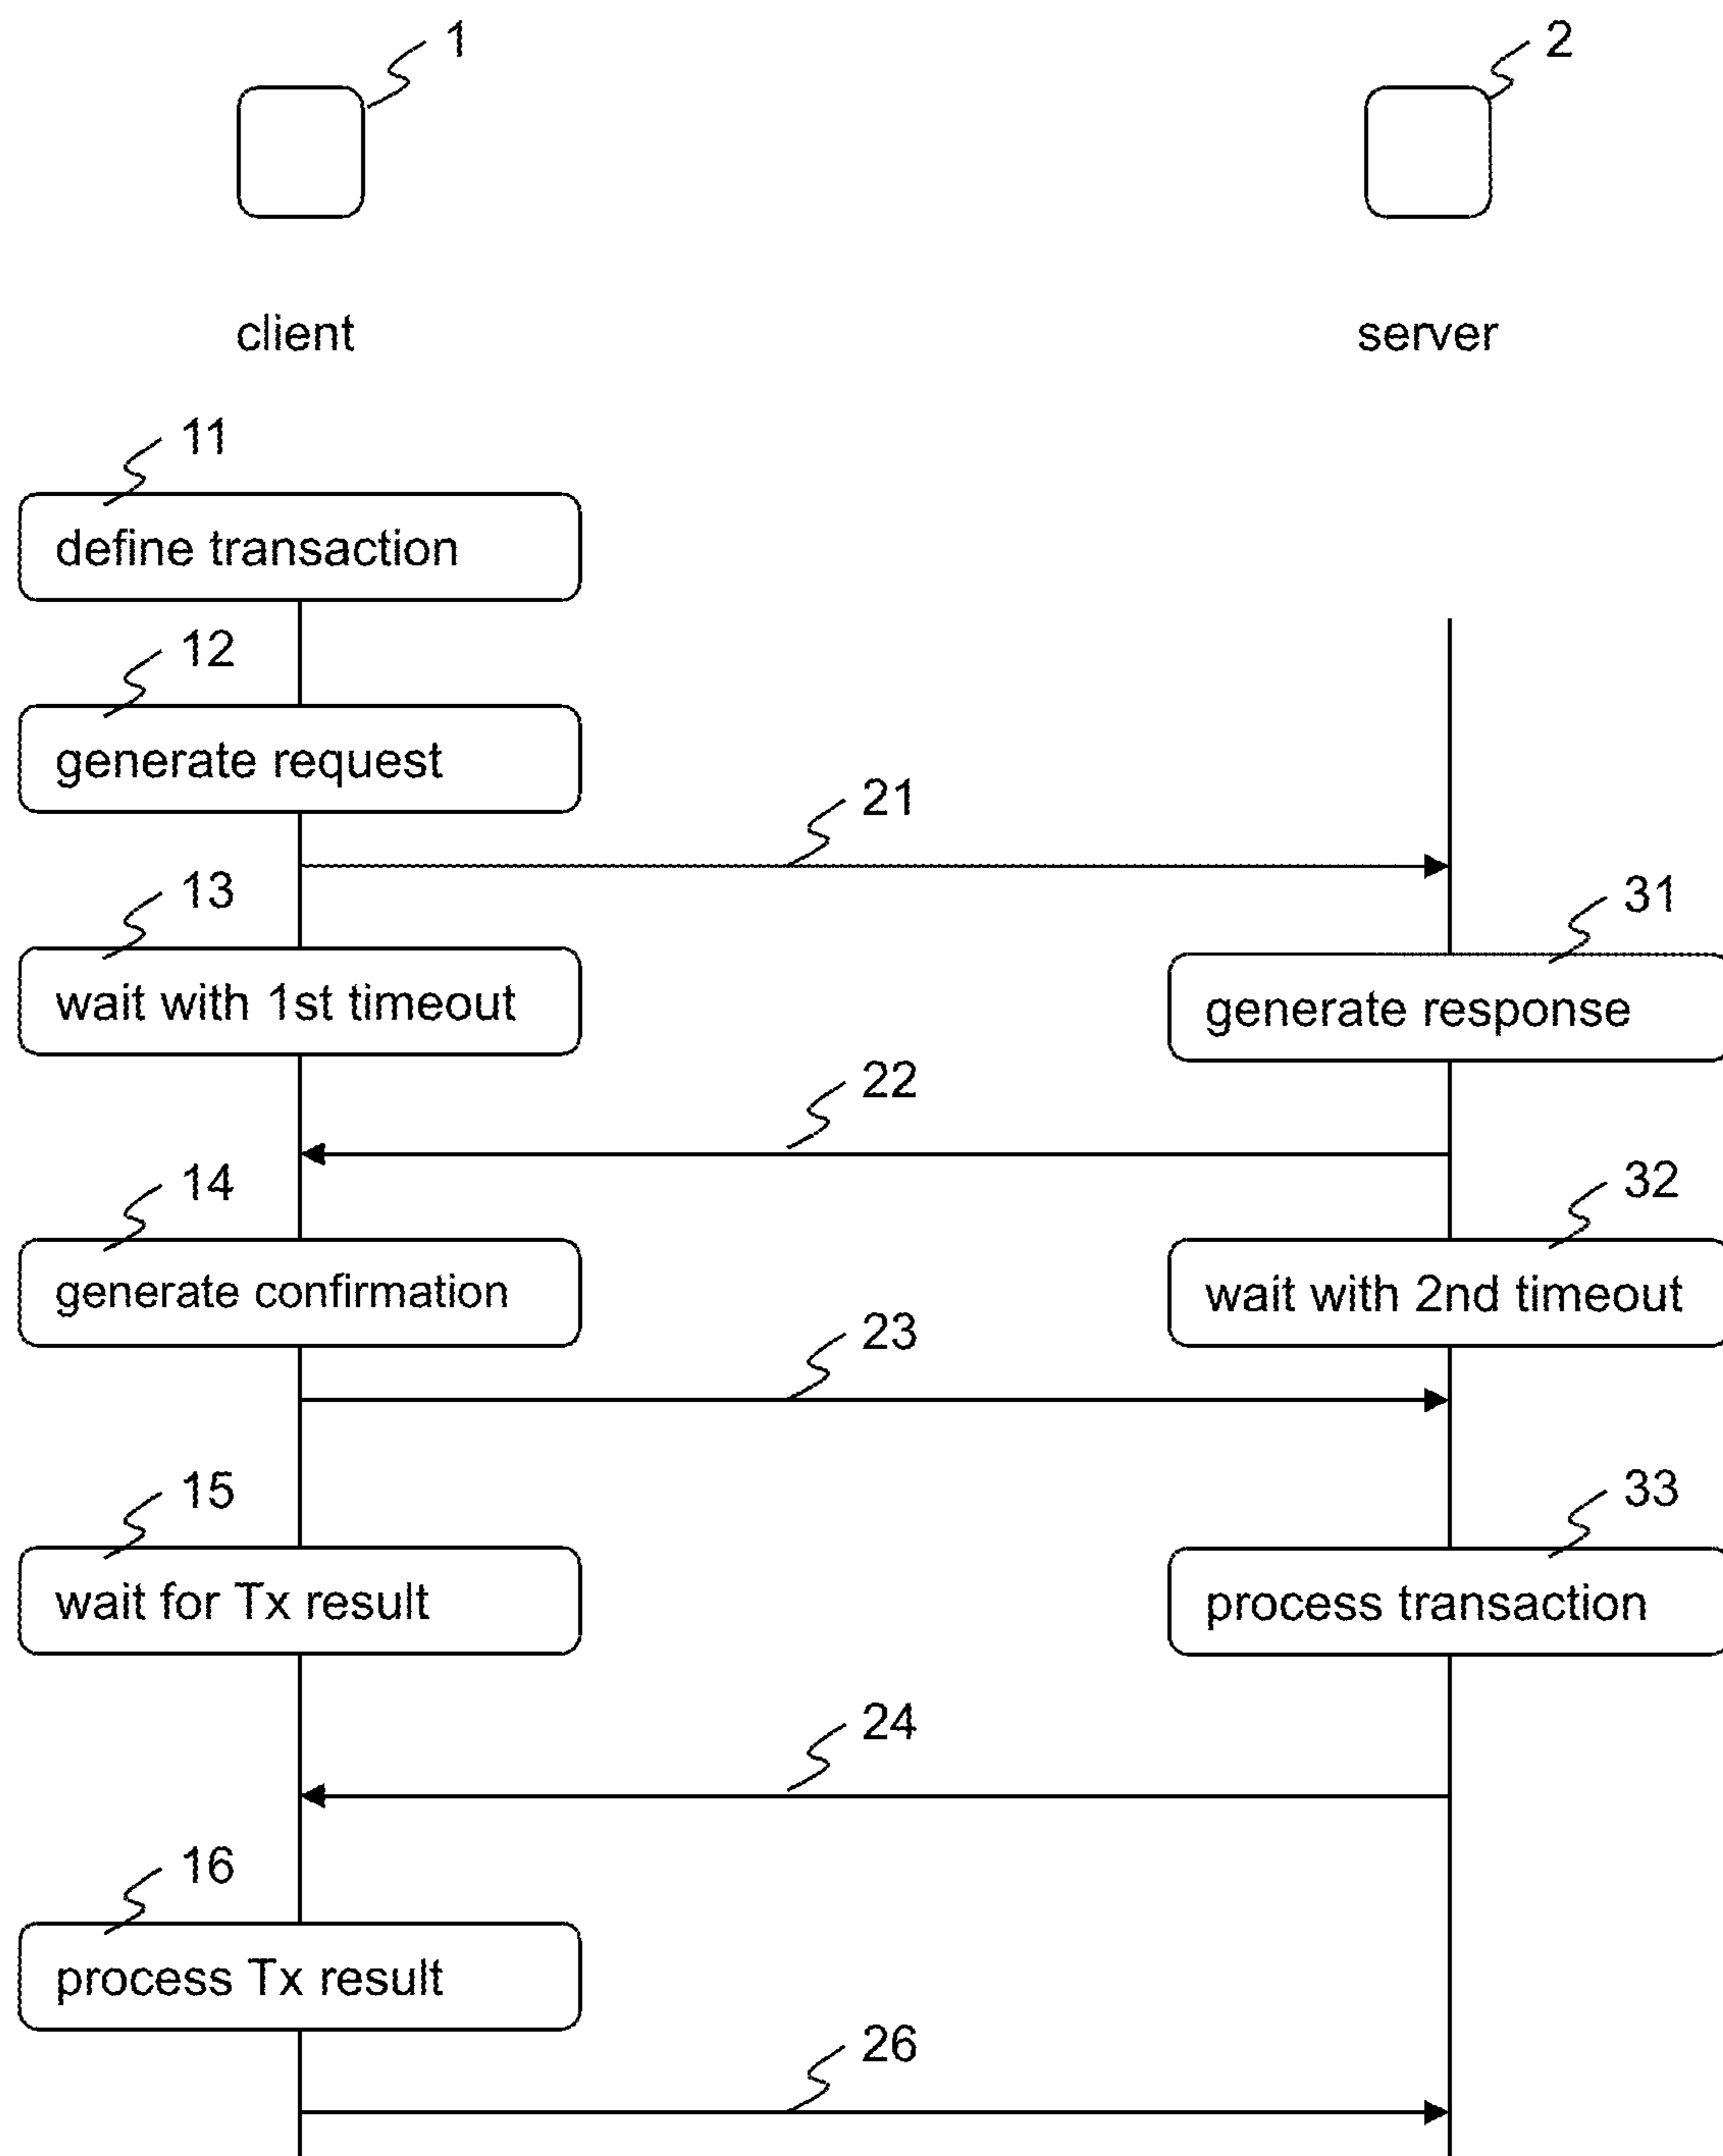 1
2
client
server
11
define transaction
12
generate request
21
13
31
wait with 1st timeout
generate response
22
14
32
generate confirmation
wait with 2nd timeout
23
15
33
wait for Tx result
process transaction
24
16
process Tx result
26